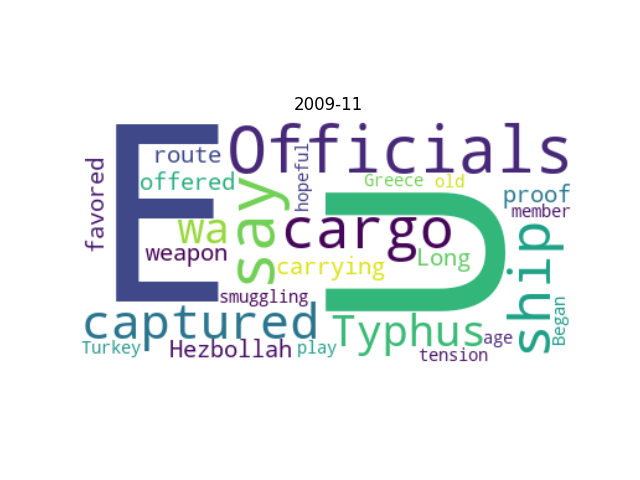 2009-11
E
Officials
favored
route
offered
hopeful
Greece
old
proof
member
wa
say
cargo
U
weapon
carrying
Long
ship
smuggling
captured
Typhus
Began
Turkey
Hezbollah
play
age
tension